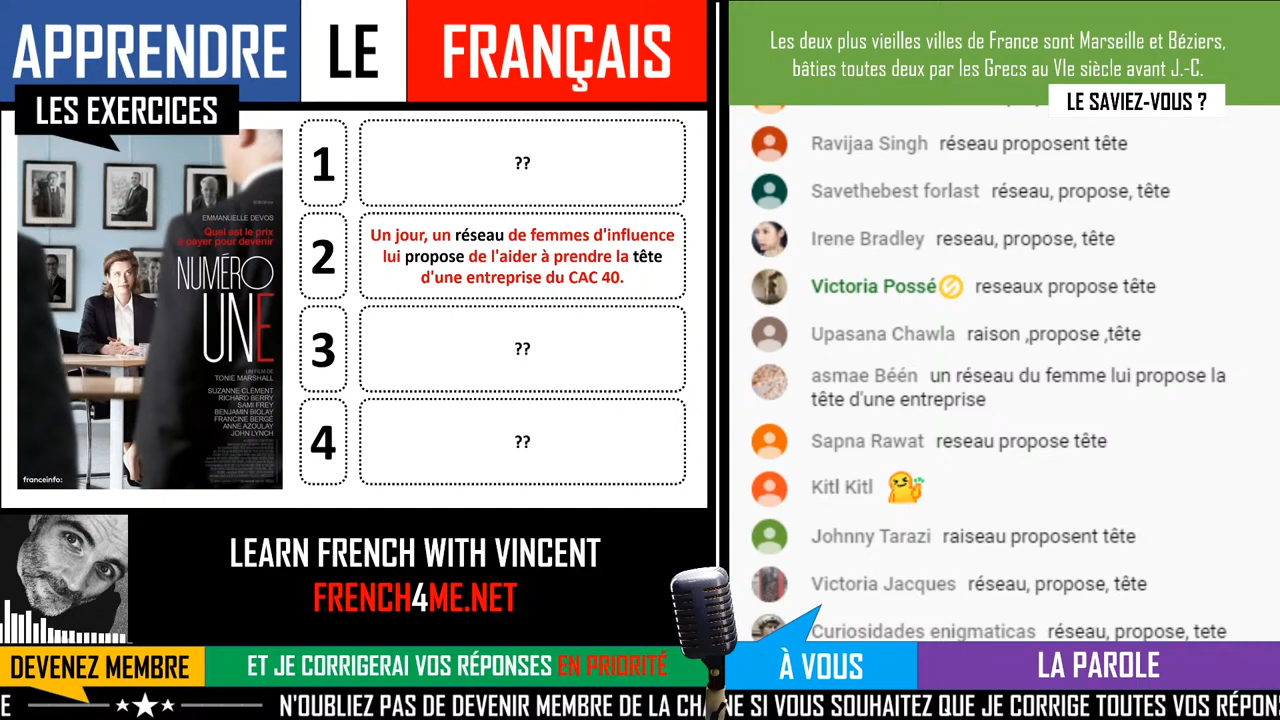 APPRENDRE LE FRANÇAIS
LES EXERCICES
EMMANUELLE DEVOS
Quel est le prix
à payer pour devenir
NUMÉRO
UNE
UN FILM DE
TONIE MARSHALL
SUZANNE CLÉMENT
RICHARD BERRY
SAMI FREY
BENJAMIN BIOLAY
FRANCINE BERGÉ
ANNE AZOULAY
JOHN LYNCH
franceinfo:
1
??
2
Un jour, un réseau de femmes d'influence
lui propose de l'aider à prendre la tête
d'une entreprise du CAC 40.
3
??
4
??
LEARN FRENCH WITH VINCENT
FRENCH4ME.NET
DEVENEZ MEMBRE
ET JE CORRIGERAI VOS RÉPONSES EN PRIORITÉ
Les deux plus vieilles villes de France sont Marseille et Béziers,
bâties toutes deux par les Grecs au VIe siècle avant J.-C.
LE SAVIEZ-VOUS ?
Ravijaa Singh réseau proposent tête
Savethebest forlast réseau, propose, tête
Irene Bradley reseau, propose, tête
Victoria Possé reseaux propose tête
Upasana Chawla raison ,propose ,tête
asmae Béén un réseau du femme lui propose la
tête d'une entreprise
Sapna Rawat reseau propose tête
Kitl Kitl
Johnny Tarazi raiseau proposent tête
Victoria Jacques réseau, propose, tête
Curiosidades enigmaticas réseau, propose, tete
À VOUS
LA PAROLE
E N'OUBLIEZ PAS DE DEVENIR MEMBRE DE LA CHA NE SI VOUS SOUHAITEZ QUE JE CORRIGE TOUTES VOS RÉPON